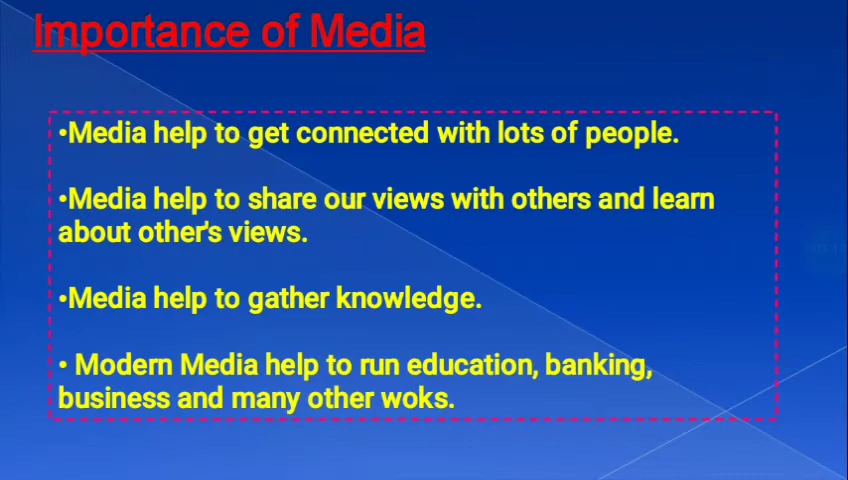 Importance of Media
•Media help to get connected with lots of people.
•Media help to share our views with others and learn
about other's views.
•Media help to gather knowledge.
• Modern Media help to run education, banking,
business and many other woks.